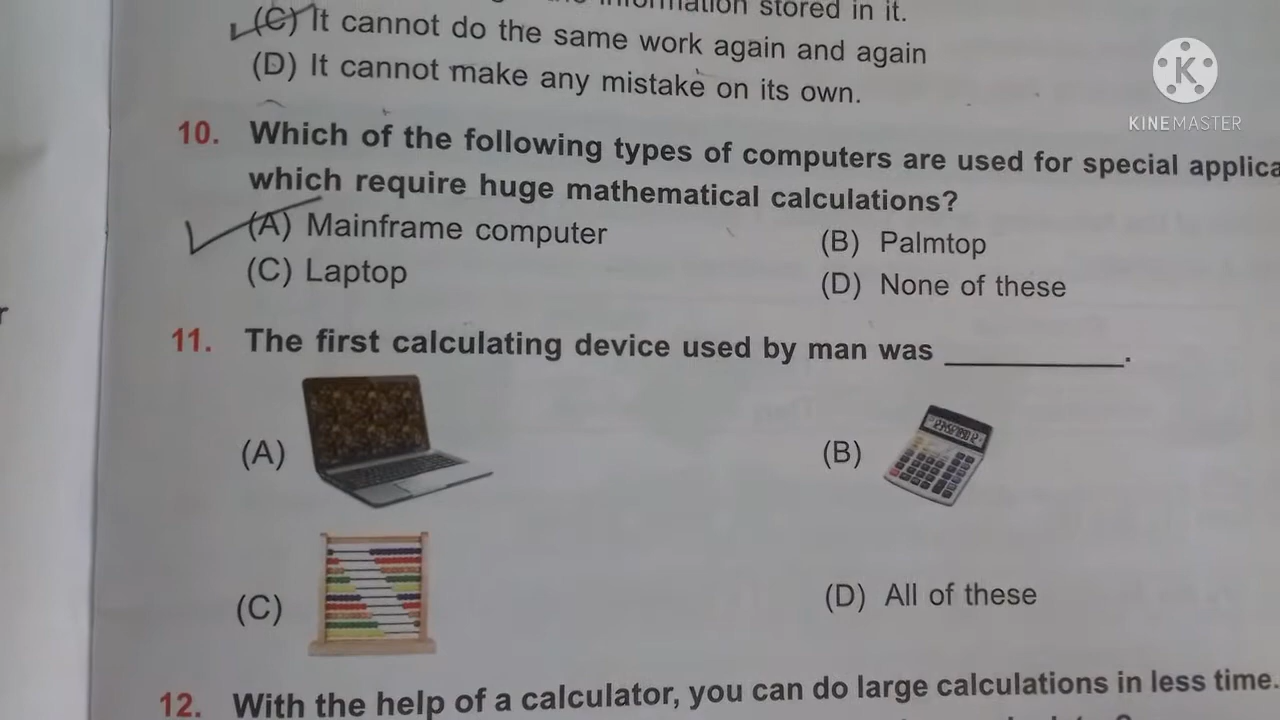 information stored in it.
(C) It cannot do the same work again and again
(D) It cannot make any mistake on its own.
K
KINEMASTER
10. Which of the following types of computers are used for special applica
which require huge mathematical calculations?
(A) Mainframe computer (B) Palmtop
(C) Laptop (D) None of these
11. The first calculating device used by man was ___________.
(A) (B)
(C) (D) All of these
12. With the help of a calculator, you can do large calculations in less time.